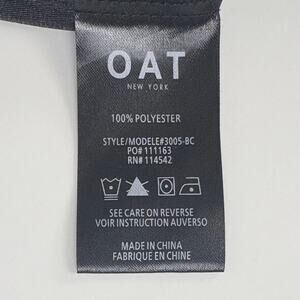 OAT
NEW YORK
100% POLYESTER
STYLE/MODELE#3005-BC
PO# 111163
RN# 114542
SEE CARE ON REVERSE
VOIR INSTRUCTION AUVERSO
MADE IN CHINA
FABRIQUE EN CHINE